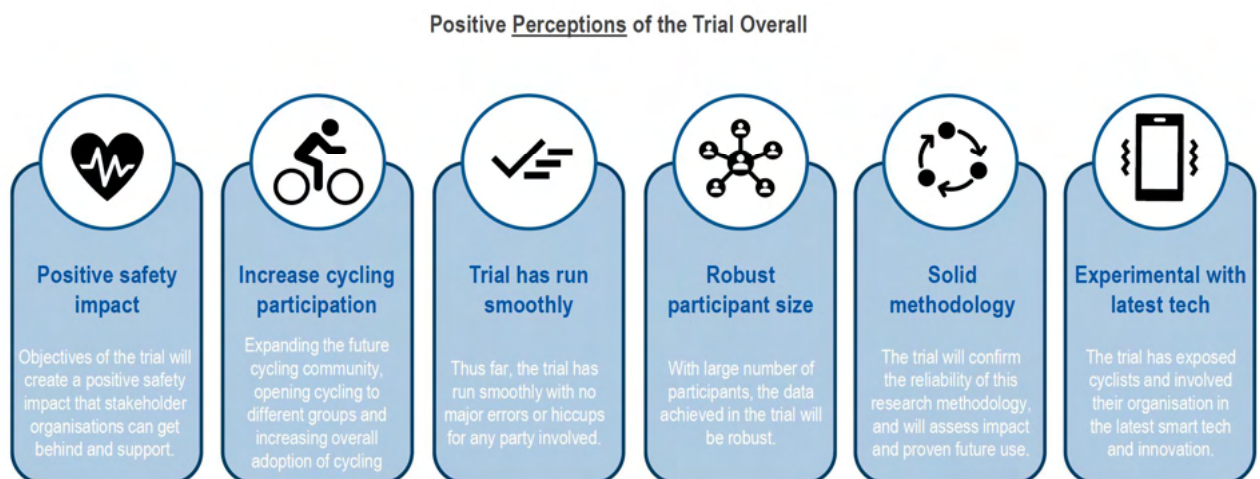 Positive Perceptions of the Trial Overall
Positive safety
impact
Objectives of the trial will
create a positive safety
impact that stakeholder
organisations can get
behind and support.
Increase cycling
participation
Expanding the future
cycling community,
opening cycling to
different groups and
increasing overall
adoption of cycling
Trial has run
smoothly
Thus far, the trial has
run smoothly with no
major errors or hiccups
for any party involved.
Robust
participant size
With large number of
participants, the data
achieved in the trial will
be robust.
Solid
methodology
The trial will confirm
the reliability of this
research methodology,
and will assess impact
and proven future use.
Experimental with
latest tech
The trial has exposed
cyclists and involved
their organisation in
the latest smart tech
and innovation.